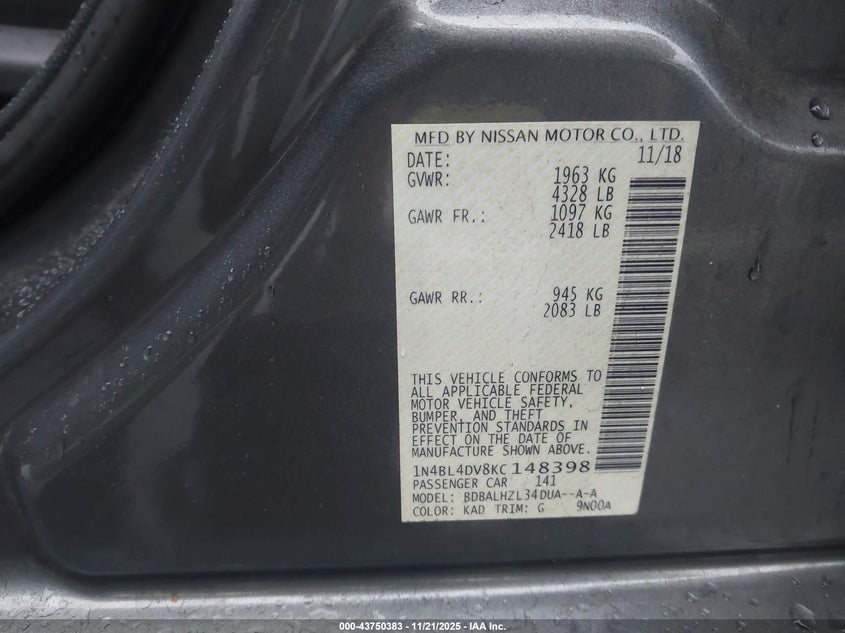 MFD BY NISSAN MOTOR CO., LTD.
DATE: 11/18
GVWR: 1963 KG
4328 LB
GAWR FR.: 1097 KG
2418 LB
GAWR RR.: 945 KG
2083 LB
THIS VEHICLE CONFORMS TO
ALL APPLICABLE FEDERAL
MOTOR VEHICLE SAFETY,
BUMPER, AND THEFT
PREVENTION STANDARDS IN
EFFECT ON THE DATE OF
MANUFACTURE SHOWN ABOVE.
1N4BL4DV8KC148398
PASSENGER CAR 141
MODEL: BDBALHZL34DUA--A-A
COLOR: KAD TRIM: G 9N00A
000-43750383 - 11/21/2025 - IAA Inc.